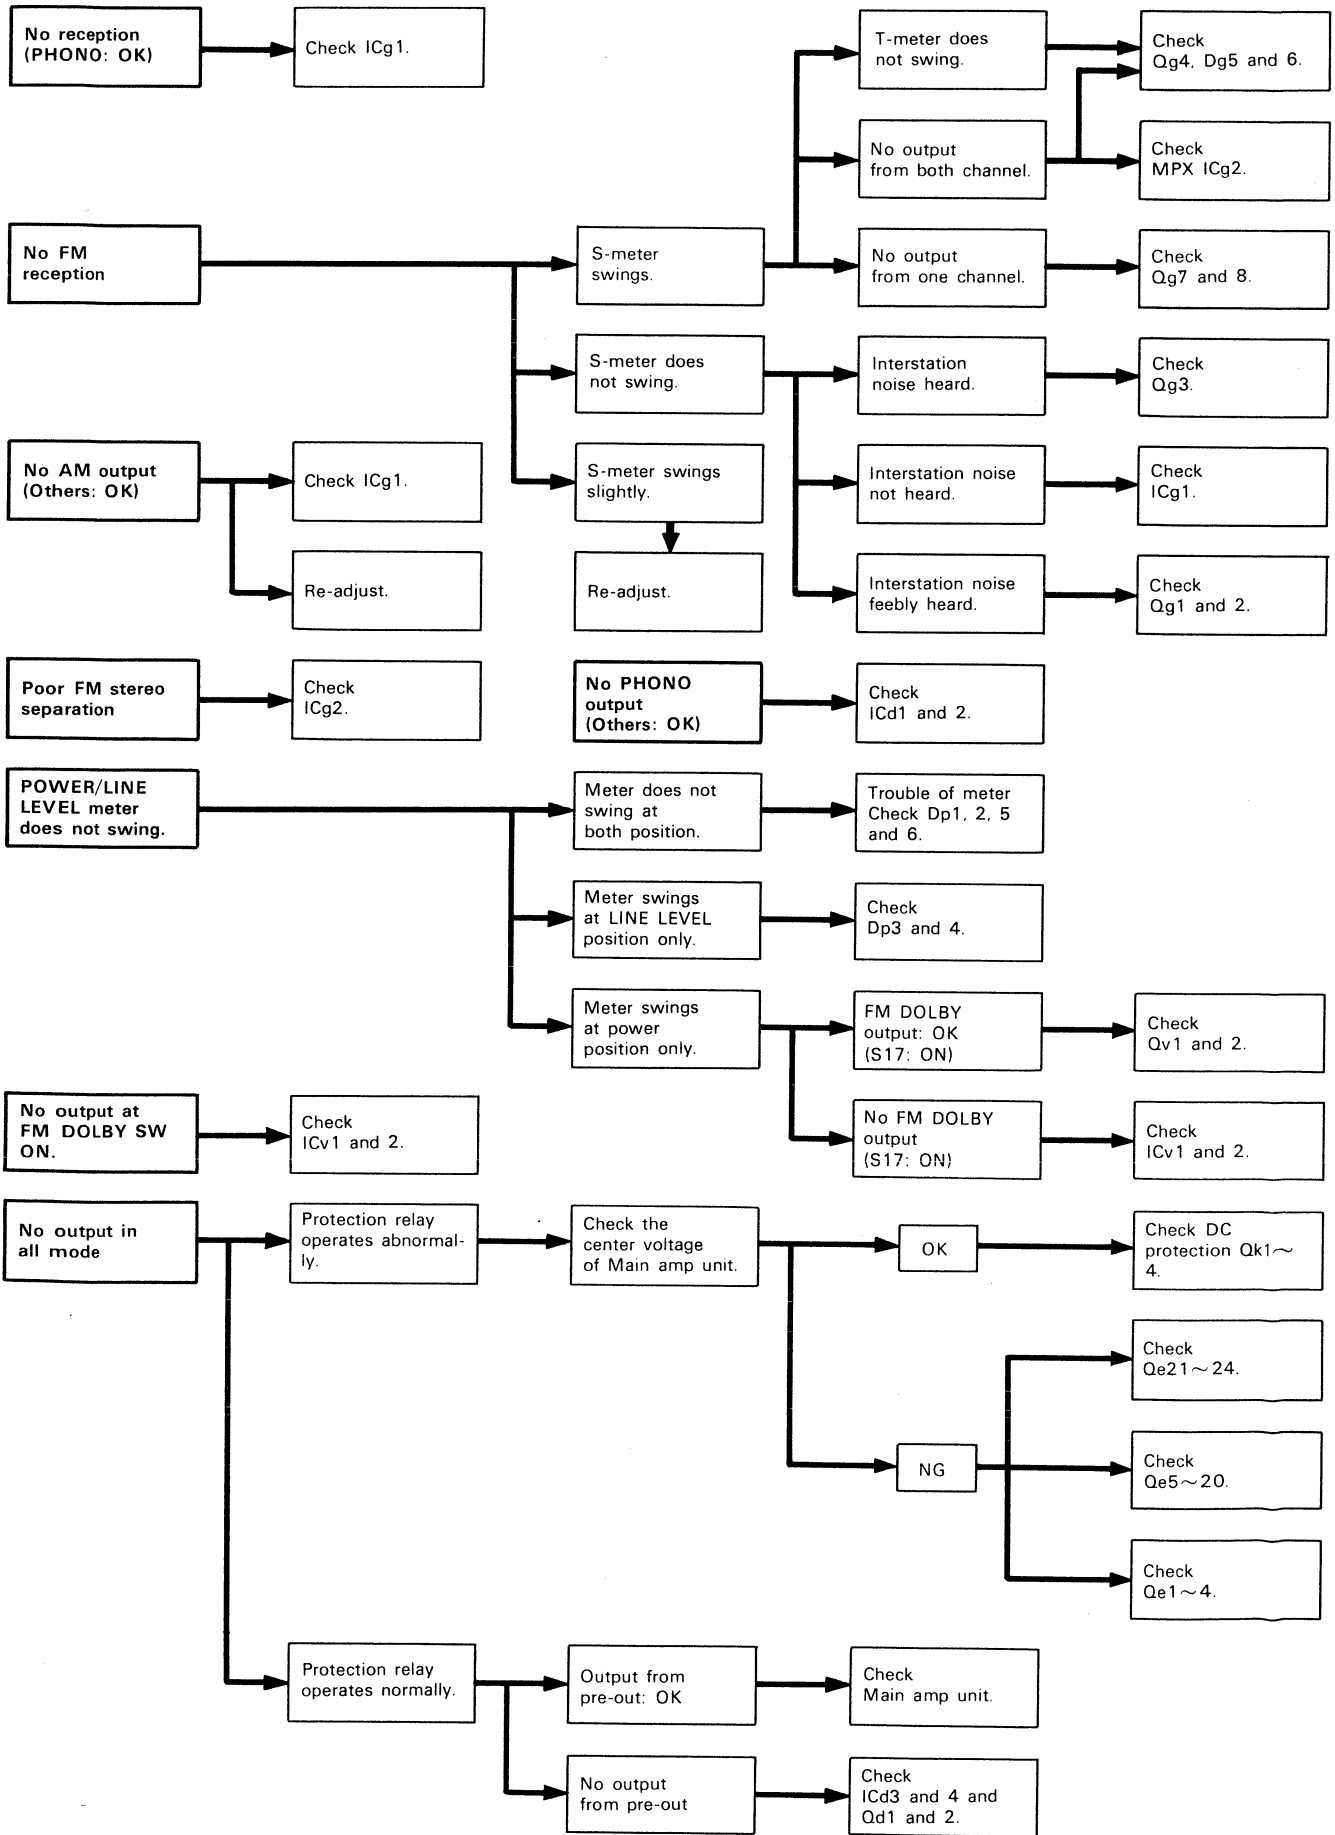 No reception
(PHONO: OK)
Check ICg1.
T-meter does
not swing.
Check
Qg4, Dg5 and 6.
No output
from both channel.
Check
MPX ICg2.
No FM
reception
S-meter
swings.
No output
from one channel.
Check
Qg7 and 8.
S-meter does
not swing.
Interstation
noise heard.
Check
Qg3.
No AM output
(Others: OK)
Check ICg1.
S-meter swings
slightly.
Interstation noise
not heard.
Check
ICg1.
Re-adjust.
Re-adjust.
Interstation noise
feebly heard.
Check
Qg1 and 2.
Poor FM stereo
separation
Check
ICg2.
No PHONO
output
(Others: OK)
Check
ICd1 and 2.
POWER/LINE
LEVEL meter
does not swing.
Meter does not
swing at
both position.
Trouble of meter
Check Dp1, 2, 5
and 6.
Meter swings
at LINE LEVEL
position only.
Check
Dp3 and 4.
Meter swings
at power
position only.
FM DOLBY
output: OK
(S17: ON)
Check
Qv1 and 2.
No output at
FM DOLBY SW
ON.
Check
ICv1 and 2.
No FM DOLBY
output
(S17: ON)
Check
ICv1 and 2.
No output in
all mode
Protection relay
operates abnormal-
ly.
Check the
center voltage
of Main amp unit.
OK
Check DC
protection Qk1~
4.
Check
Qe21~24.
NG
Check
Qe5~20.
Check
Qe1~4.
Protection relay
operates normally.
Output from
pre-out: OK
Check
Main amp unit.
No output
from pre-out
Check
ICd3 and 4 and
Qd1 and 2.